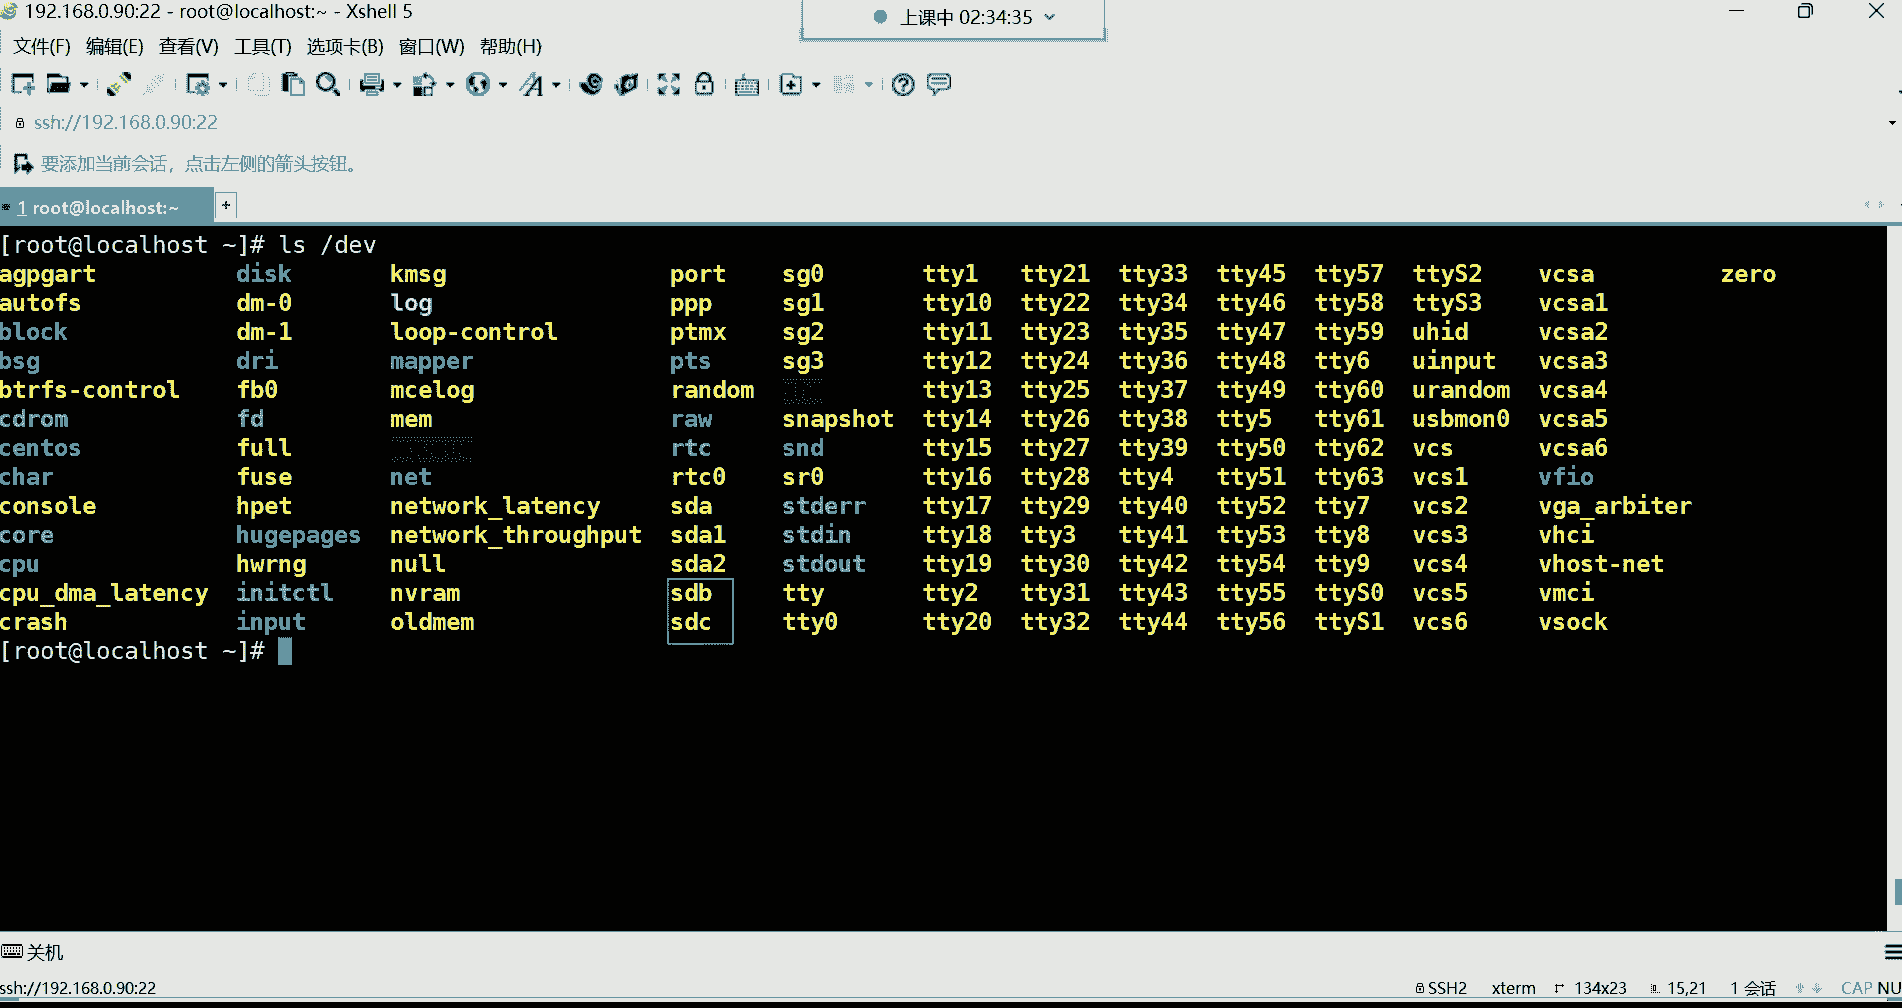 192.168.0.90:22 - root@localhost:~ - Xshell 5
上课中 02:34:35
文件(F) 编辑(E) 查看(V) 工具(T) 选项卡(B) 窗口(W) 帮助(H)
ssh://192.168.0.90:22
要添加当前会话，点击左侧的箭头按钮。
1 root@localhost:~ +
[root@localhost ~]# ls /dev
agpgart disk kmsg port sg0 tty1 tty21 tty33 tty45 tty57 ttyS2 vcsa zero
autofs dm-0 log ppp sg1 tty10 tty22 tty34 tty46 tty58 ttyS3 vcsa1
block dm-1 loop-control ptmx sg2 tty11 tty23 tty35 tty47 tty59 uhid vcsa2
bsg dri mapper pts sg3 tty12 tty24 tty36 tty48 tty6 uinput vcsa3
btrfs-control fb0 mcelog random tty13 tty25 tty37 tty49 tty60 urandom vcsa4
cdrom fd mem raw snapshot tty14 tty26 tty38 tty5 tty61 usbmon0 vcsa5
centos full rtc snd tty15 tty27 tty39 tty50 tty62 vcs vcsa6
char fuse net rtc0 sr0 tty16 tty28 tty4 tty51 tty63 vcs1 vfio
console hpet network_latency sda stderr tty17 tty29 tty40 tty52 tty7 vcs2 vga_arbiter
core hugepages network_throughput sda1 stdin tty18 tty3 tty41 tty53 tty8 vcs3 vhci
cpu hwrng null sda2 stdout tty19 tty30 tty42 tty54 tty9 vcs4 vhost-net
cpu_dma_latency initctl nvram sdb tty tty2 tty31 tty43 tty55 ttyS0 vcs5 vmci
crash input oldmem sdc tty0 tty20 tty32 tty44 tty56 ttyS1 vcs6 vsock
[root@localhost ~]#
关机
ssh://192.168.0.90:22 SSH2 xterm 134x23 15,21 1 会话 CAP NU